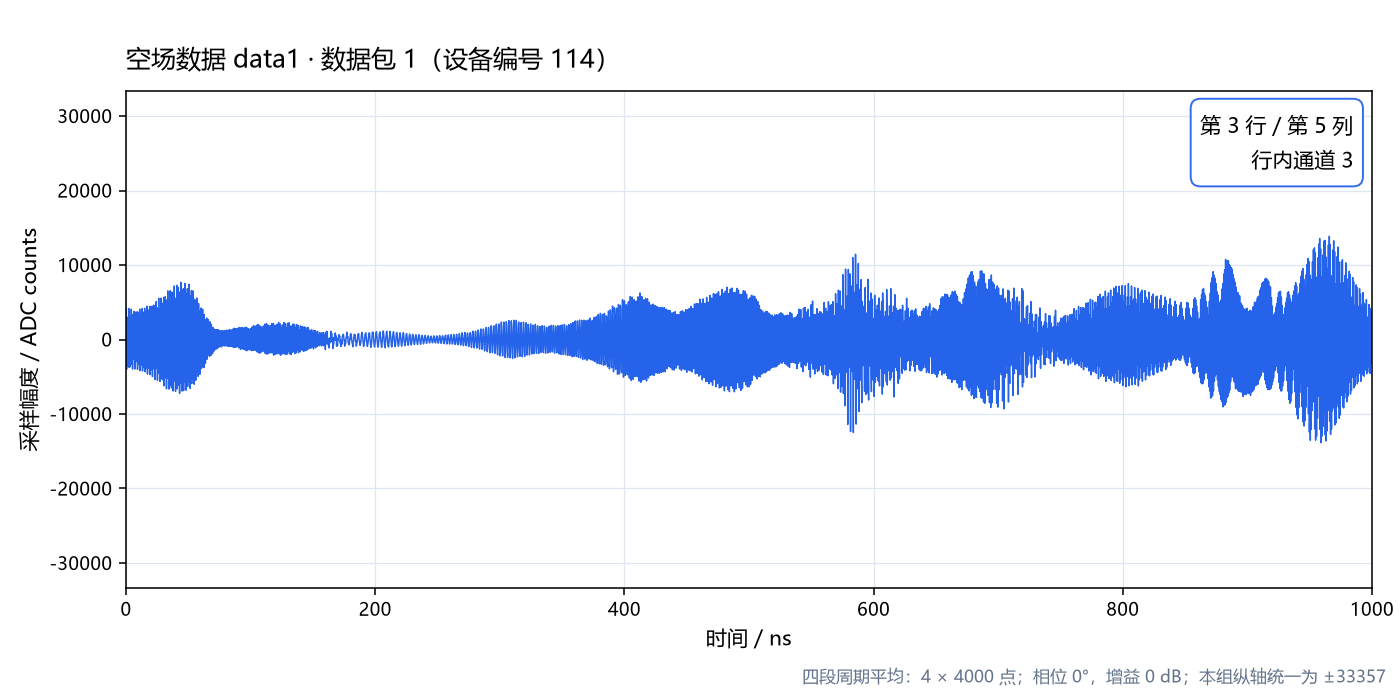 空场数据 data1 · 数据包 1（设备编号 114）
第 3 行 / 第 5 列
行内通道 3
30000
20000
10000
0
-10000
-20000
-30000
采样幅度 / ADC counts
0
200
400
600
800
1000
时间 / ns
四段周期平均：4 × 4000 点；相位 0°，增益 0 dB；本组纵轴统一为 ±33357